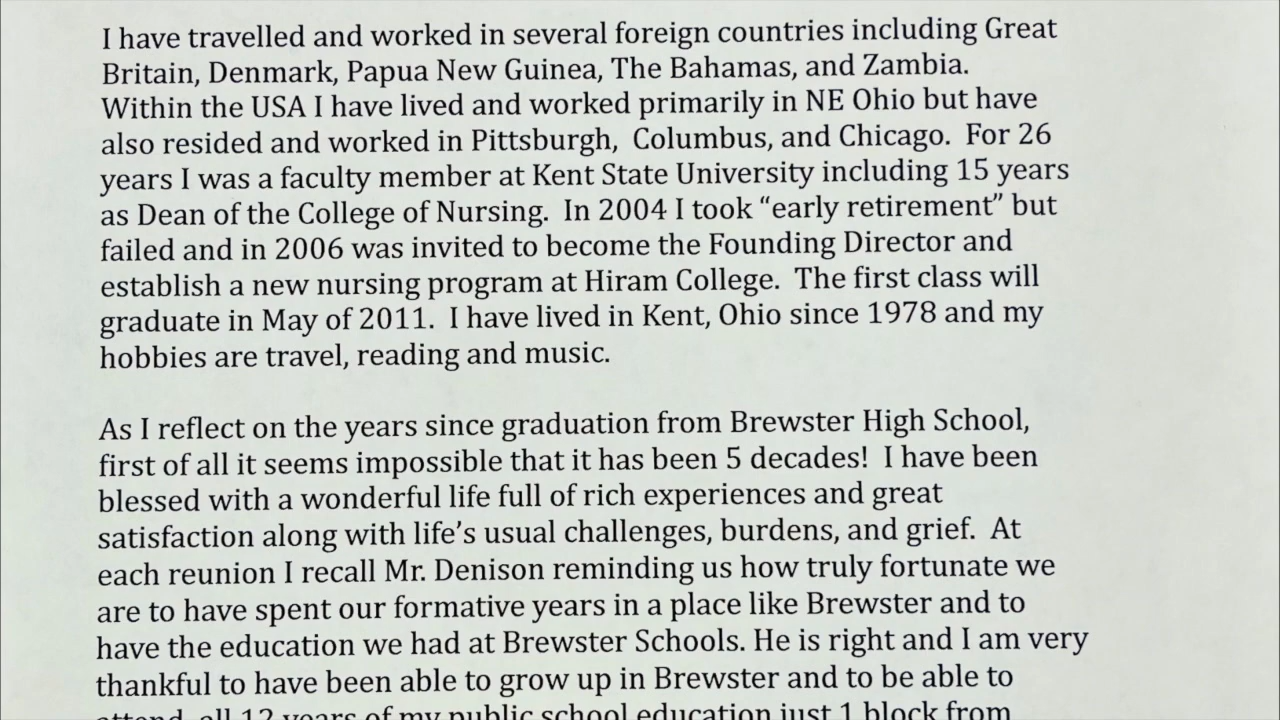 I have travelled and worked in several foreign countries including Great
Britain, Denmark, Papua New Guinea, The Bahamas, and Zambia.
Within the USA I have lived and worked primarily in NE Ohio but have
also resided and worked in Pittsburgh,  Columbus, and Chicago.  For 26
years I was a faculty member at Kent State University including 15 years
as Dean of the College of Nursing.  In 2004 I took “early retirement” but
failed and in 2006 was invited to become the Founding Director and
establish a new nursing program at Hiram College.  The first class will
graduate in May of 2011.  I have lived in Kent, Ohio since 1978 and my
hobbies are travel, reading and music.
As I reflect on the years since graduation from Brewster High School,
first of all it seems impossible that it has been 5 decades!  I have been
blessed with a wonderful life full of rich experiences and great
satisfaction along with life’s usual challenges, burdens, and grief.  At
each reunion I recall Mr. Denison reminding us how truly fortunate we
are to have spent our formative years in a place like Brewster and to
have the education we had at Brewster Schools. He is right and I am very
thankful to have been able to grow up in Brewster and to be able to
attend  all 12 years of my public school education just 1 block from